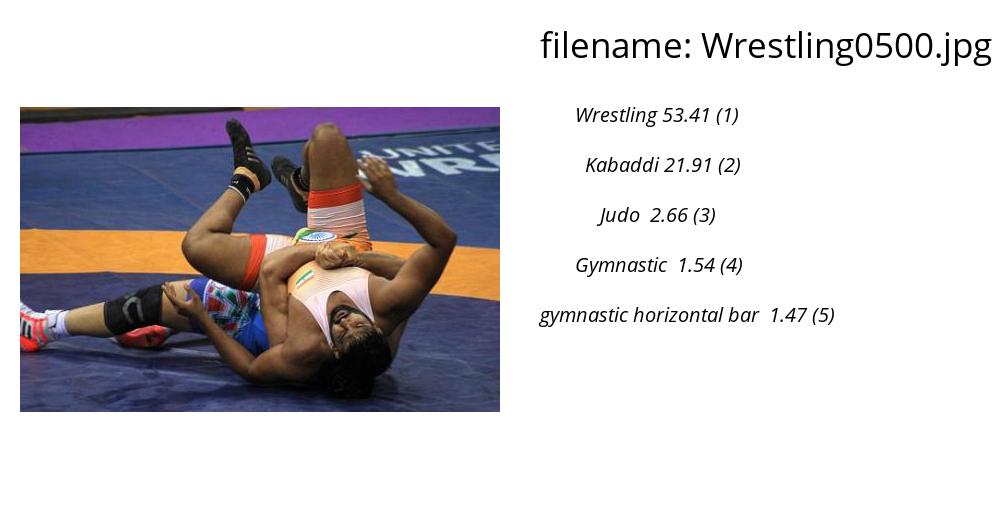 filename: Wrestling0500.jpg
Wrestling 53.41 (1)
Kabaddi 21.91 (2)
Judo 2.66 (3)
Gymnastic 1.54 (4)
gymnastic horizontal bar 1.47 (5)
UNITE